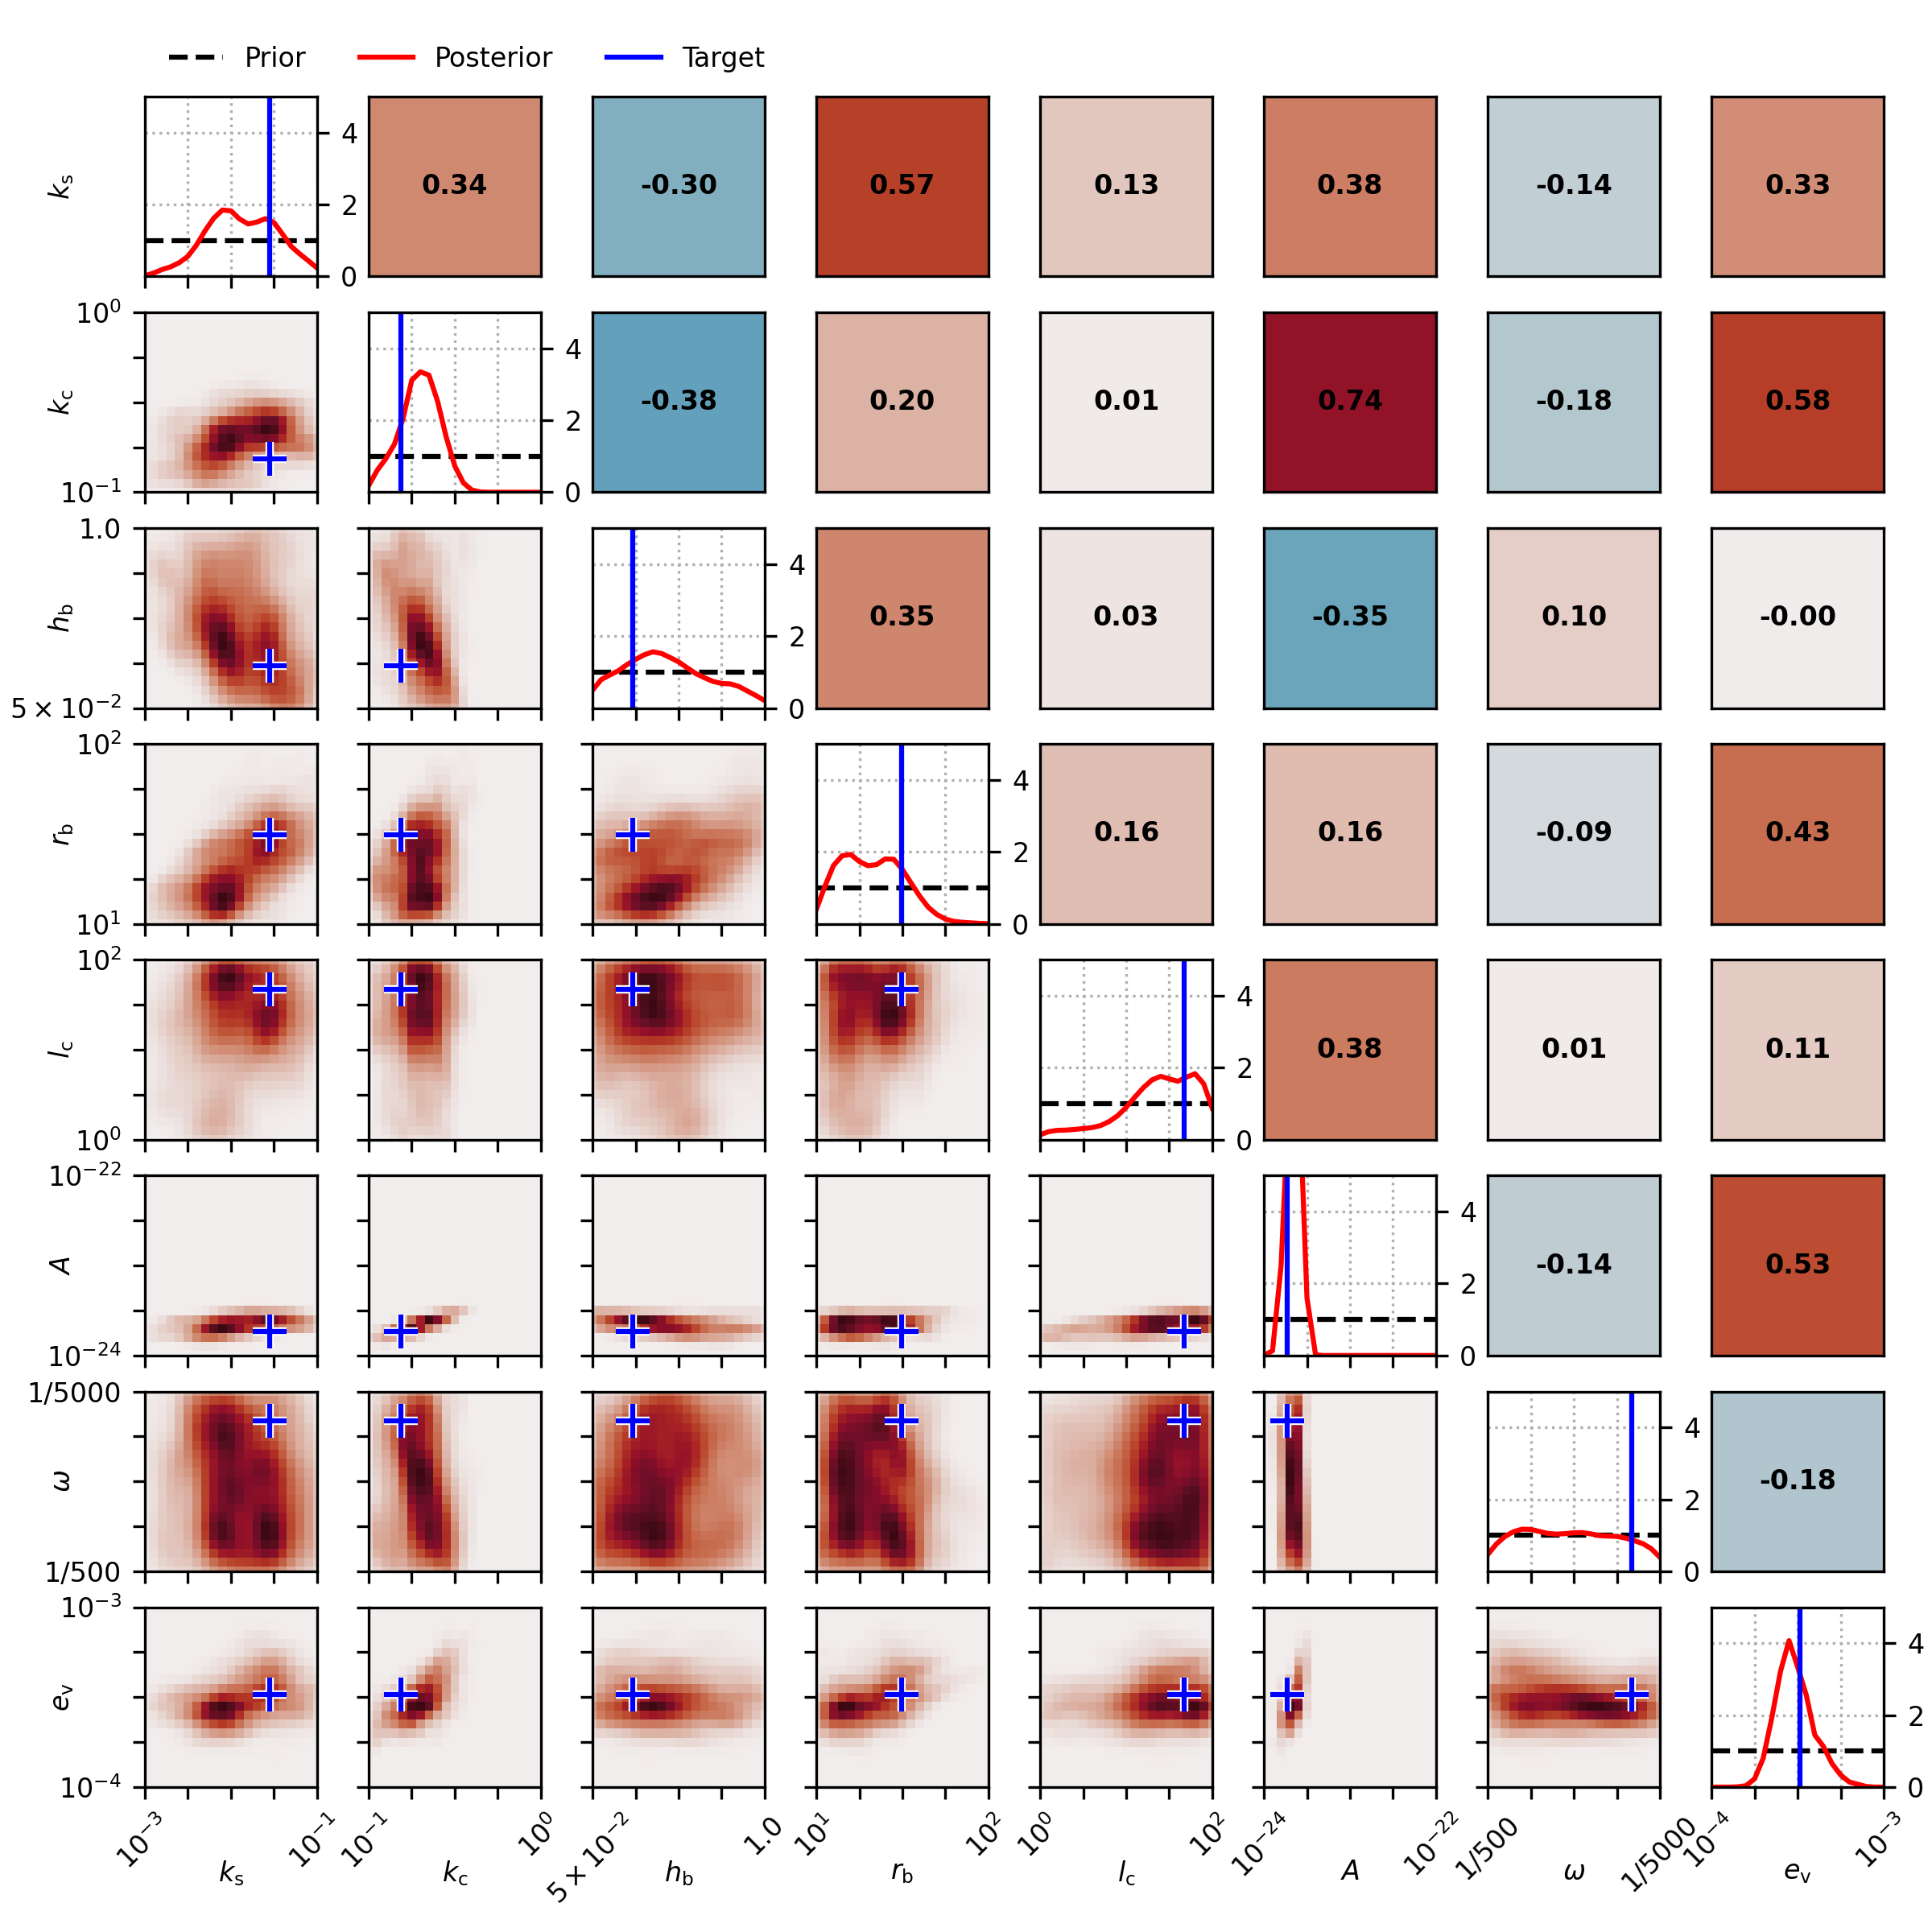 Prior Posterior Target
k_s 4 2 0 0.34 -0.30 0.57 0.13 0.38 -0.14 0.33
10^0 k_c 10^{-1} 4 2 0 -0.38 0.20 0.01 0.74 -0.18 0.58
1.0 h_b 5 × 10^{-2} 4 2 0 0.35 0.03 -0.35 0.10 -0.00
10^2 r_b 10^1 4 2 0 0.16 0.16 -0.09 0.43
10^2 l_c 10^0 4 2 0 0.38 0.01 0.11
10^{-22} A 10^{-24} 4 2 0 -0.14 0.53
1/5000 ω 1/500 4 2 0 -0.18
10^{-3} e_v 10^{-4} 4 2 0
10^{-3} 10^{-1} 10^{-1} 10^0 5 × 10^{-2} 1.0 10^1 10^2 10^0 10^2 10^{-24} 10^{-22} 1/500 1/5000 10^{-4} 10^{-3}
k_s k_c h_b r_b l_c A ω e_v